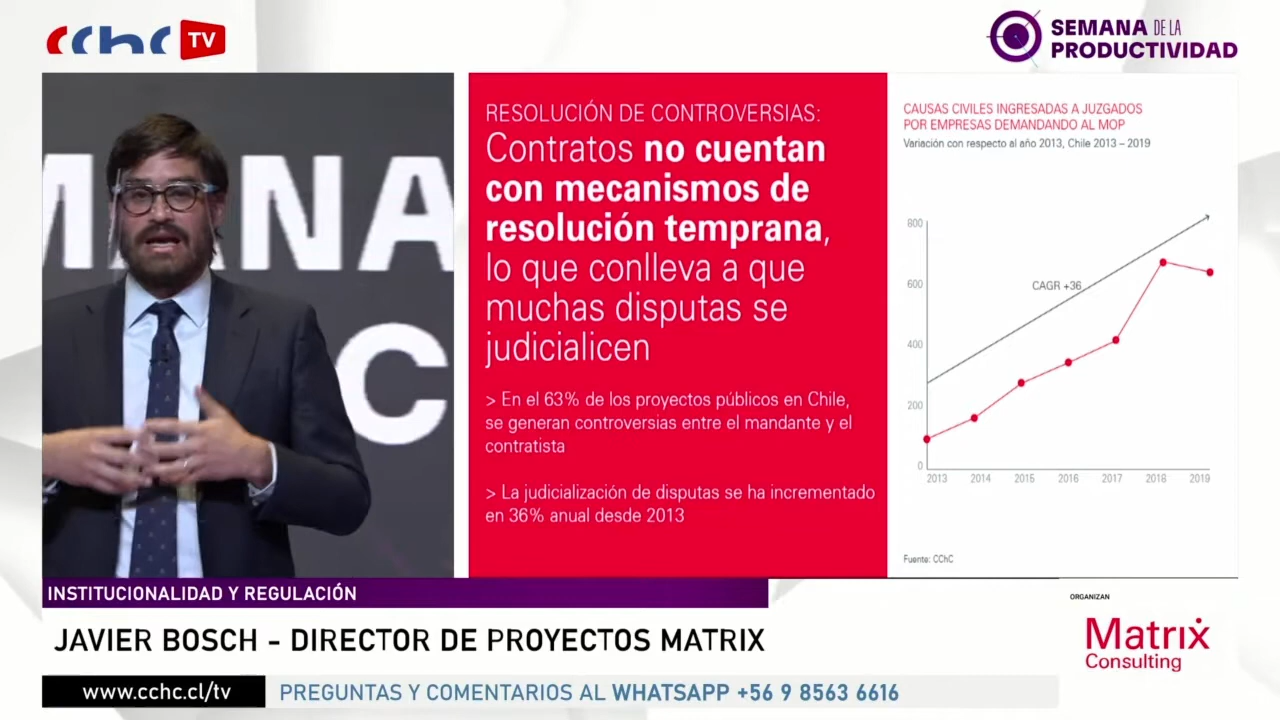 cchc TV
SEMANA DE LA
PRODUCTIVIDAD
MANA
C
RESOLUCIÓN DE CONTROVERSIAS:
Contratos no cuentan
con mecanismos de
resolución temprana,
lo que conlleva a que
muchas disputas se
judicialicen
> En el 63% de los proyectos públicos en Chile,
se generan controversias entre el mandante y el
contratista
> La judicialización de disputas se ha incrementado
en 36% anual desde 2013
CAUSAS CIVILES INGRESADAS A JUZGADOS
POR EMPRESAS DEMANDANDO AL MOP
Variación con respecto al año 2013, Chile 2013 – 2019
800
600
400
200
0
CAGR +36
2013 2014 2015 2016 2017 2018 2019
Fuente: CChC
INSTITUCIONALIDAD Y REGULACIÓN
JAVIER BOSCH – DIRECTOR DE PROYECTOS MATRIX
www.cchc.cl/tv
PREGUNTAS Y COMENTARIOS AL WHATSAPP +56 9 8563 6616
ORGANIZAN
Matrix
Consulting